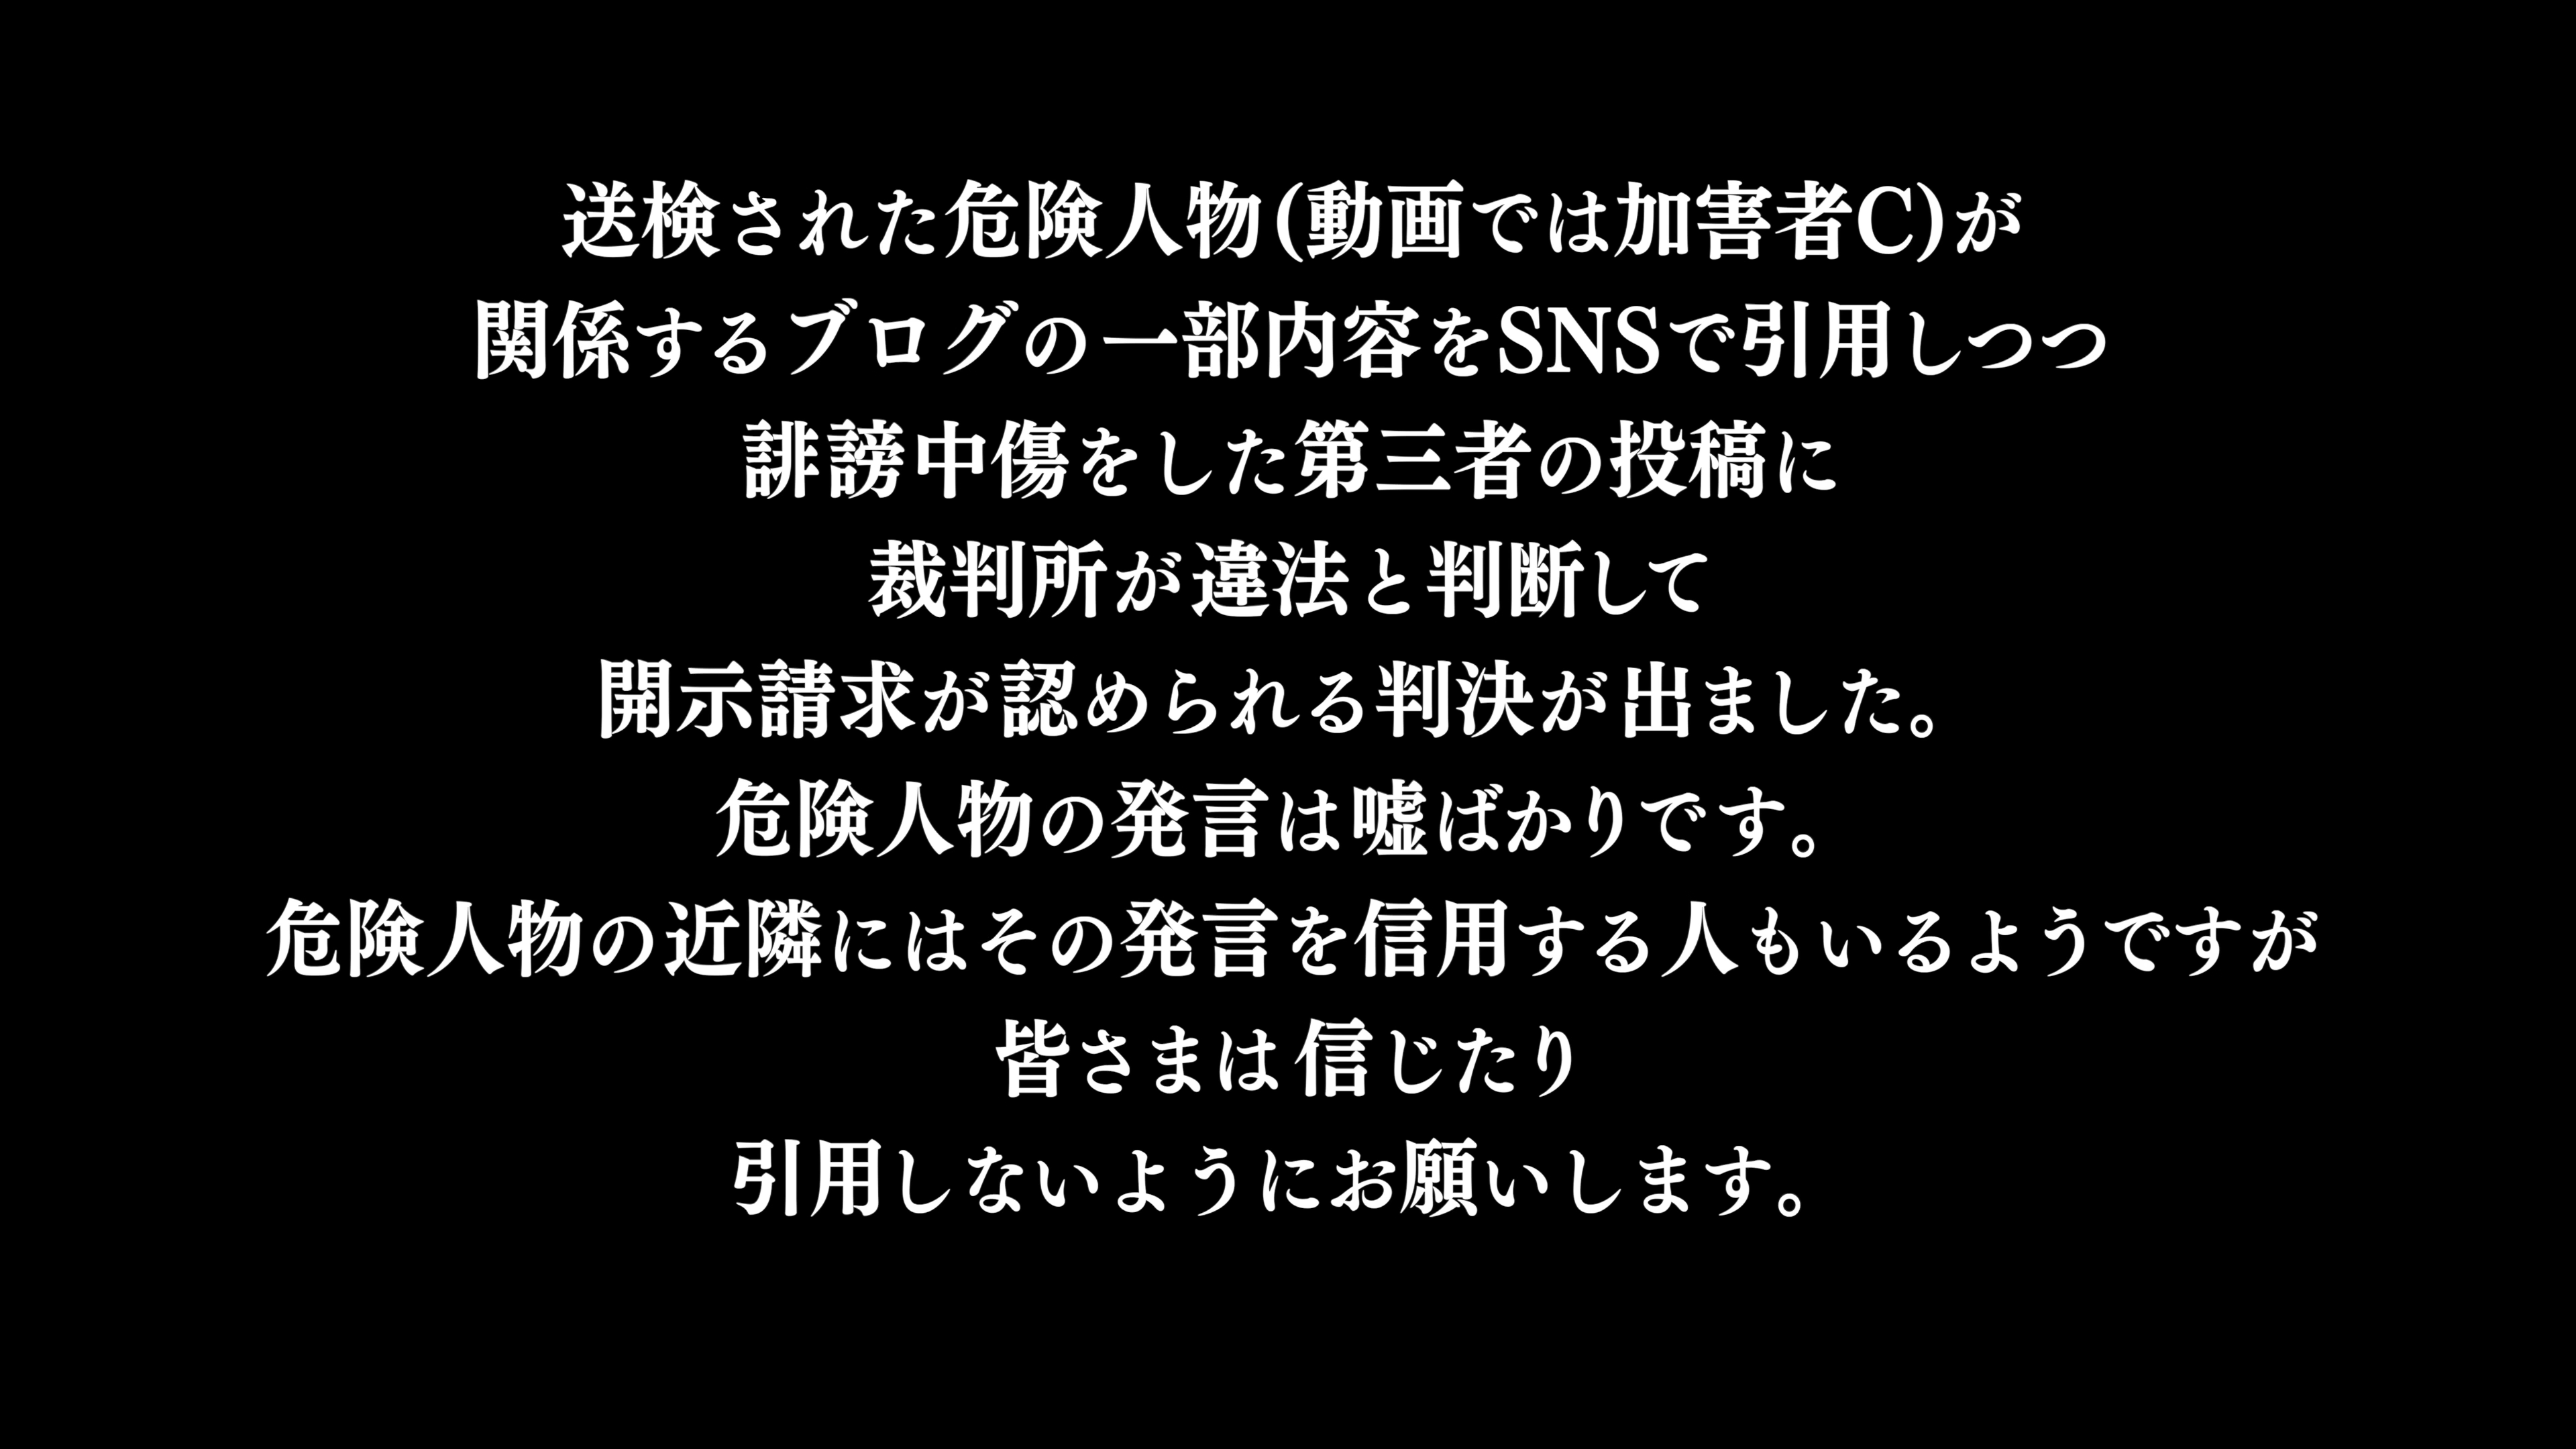 送検された危険人物(動画では加害者C)が
関係するブログの一部内容をSNSで引用しつつ
誹謗中傷をした第三者の投稿に
裁判所が違法と判断して
開示請求が認められる判決が出ました。
危険人物の発言は嘘ばかりです。
危険人物の近隣にはその発言を信用する人もいるようですが
皆さまは信じたり
引用しないようにお願いします。